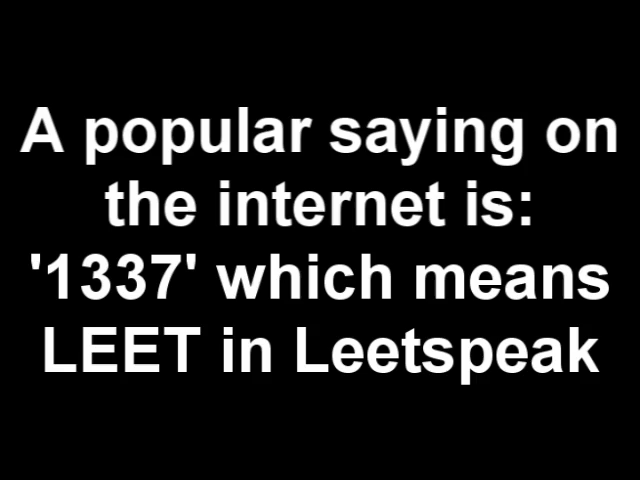 A popular saying on
the internet is:
'1337' which means
LEET in Leetspeak